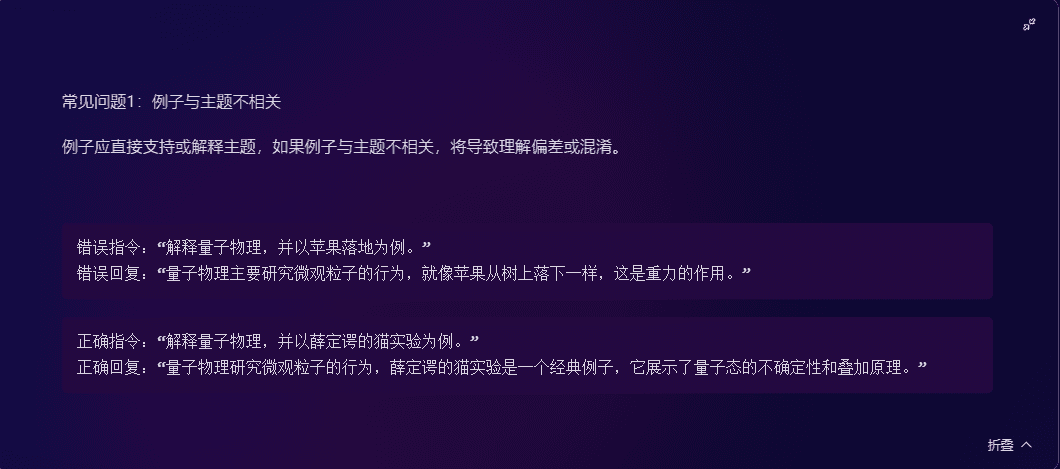 常见问题1：例子与主题不相关
例子应直接支持或解释主题，如果例子与主题不相关，将导致理解偏差或混淆。
错误指令：“解释量子物理，并以苹果落地为例。”
错误回复：“量子物理主要研究微观粒子的行为，就像苹果从树上落下一样，这是重力的作用。”
正确指令：“解释量子物理，并以薛定谔的猫实验为例。”
正确回复：“量子物理研究微观粒子的行为，薛定谔的猫实验是一个经典例子，它展示了量子态的不确定性和叠加原理。”
折叠